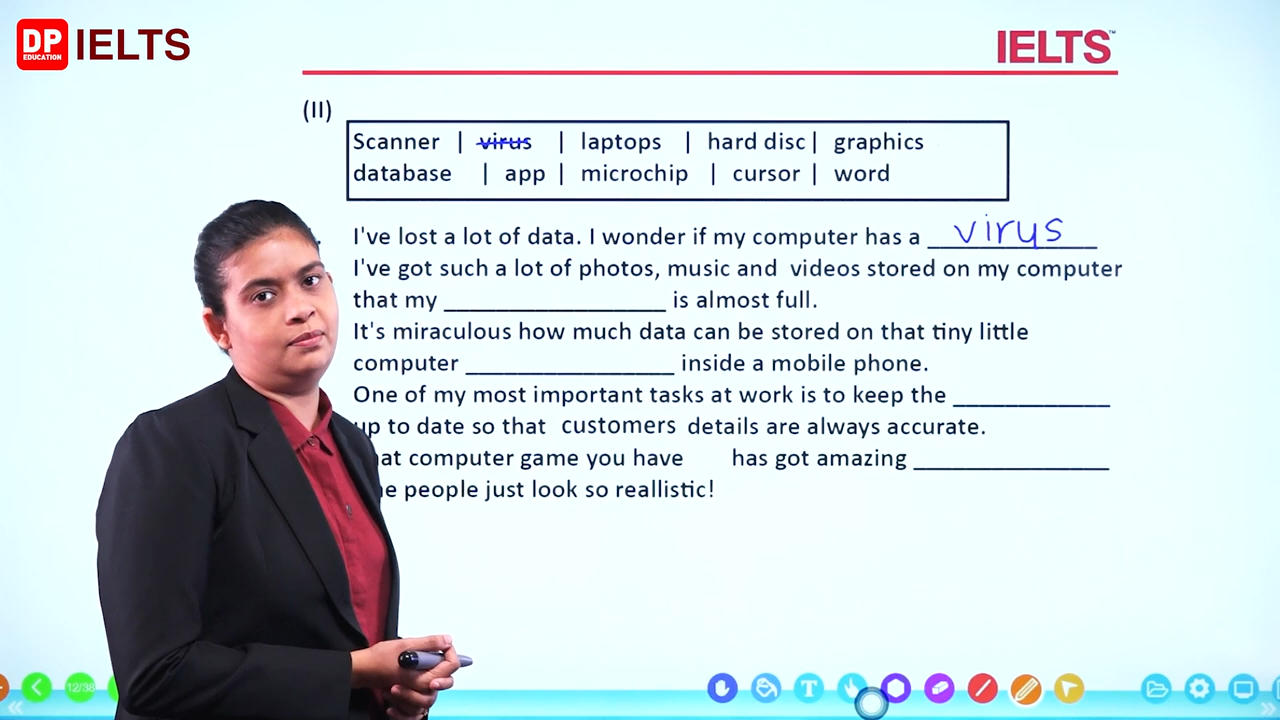 DP EDUCATION IELTS
IELTS™
(II)
Scanner | virus | laptops | hard disc | graphics
database | app | microchip | cursor | word
I've lost a lot of data. I wonder if my computer has a virus
I've got such a lot of photos, music and videos stored on my computer
that my _________________ is almost full.
It's miraculous how much data can be stored on that tiny little
computer ________________ inside a mobile phone.
One of my most important tasks at work is to keep the ____________
up to date so that customers details are always accurate.
computer game you have has got amazing _______________
people just look so reallistic!
12/38